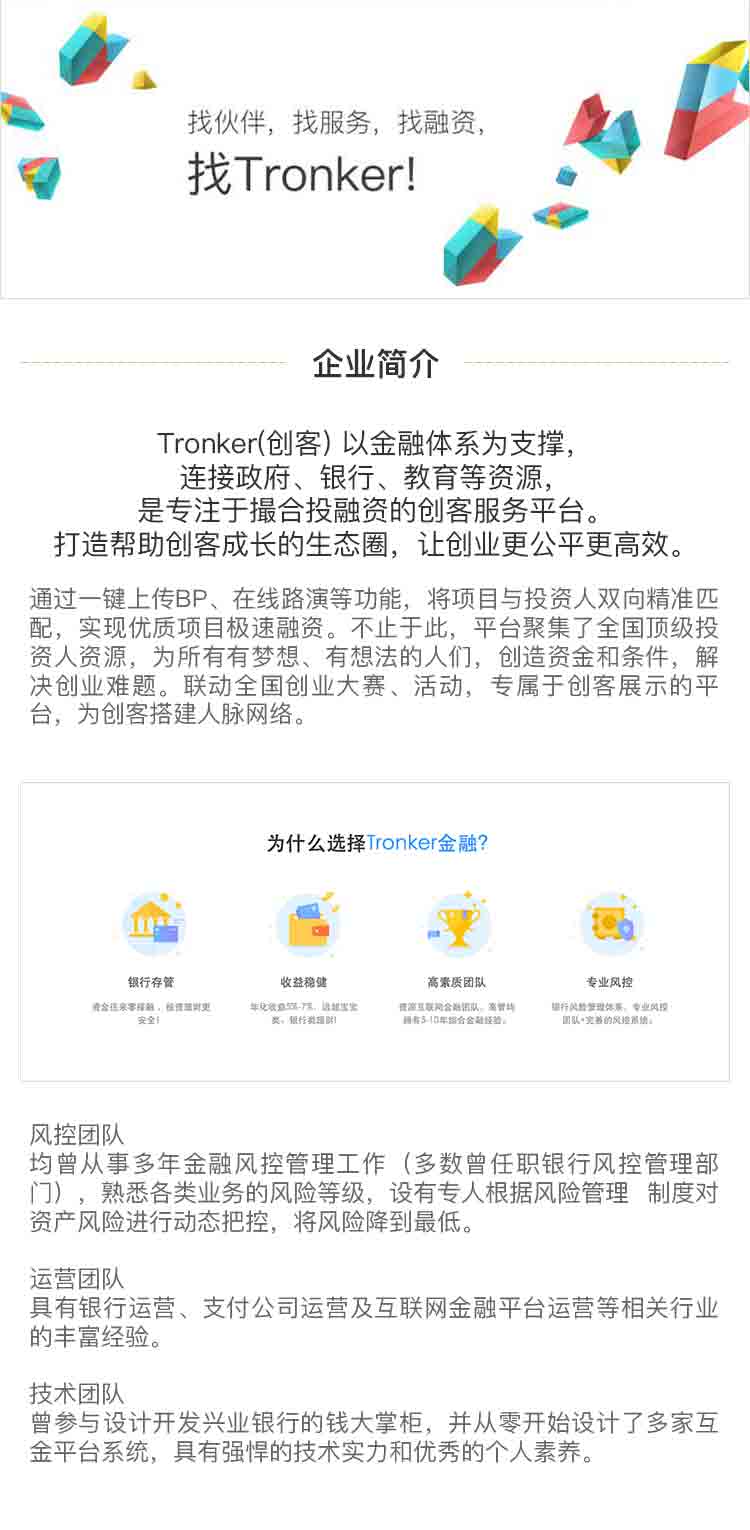 找伙伴，找服务，找融资，
找Tronker!
企业简介
Tronker(创客) 以金融体系为支撑，
连接政府、银行、教育等资源，
是专注于撮合投融资的创客服务平台。
打造帮助创客成长的生态圈，让创业更公平更高效。
通过一键上传BP、在线路演等功能，将项目与投资人双向精准匹
配，实现优质项目极速融资。不止于此，平台聚集了全国顶级投
资人资源，为所有有梦想、有想法的人们，创造资金和条件，解
决创业难题。联动全国创业大赛、活动，专属于创客展示的平
台，为创客搭建人脉网络。
为什么选择Tronker金融?
银行存管
收益稳健
高素质团队
专业风控
资金往来零接触，投资理财更
安全!
年化收益5%-7%，远超宝宝
类、银行类理财!
资深互联网金融团队，高管均
拥有5-10年综合金融经验。
银行风险管理体系、专业风控
团队+完善的风控系统。
风控团队
均曾从事多年金融风控管理工作（多数曾任职银行风控管理部
门），熟悉各类业务的风险等级，设有专人根据风险管理 制度对
资产风险进行动态把控，将风险降到最低。
运营团队
具有银行运营、支付公司运营及互联网金融平台运营等相关行业
的丰富经验。
技术团队
曾参与设计开发兴业银行的钱大掌柜，并从零开始设计了多家互
金平台系统，具有强悍的技术实力和优秀的个人素养。